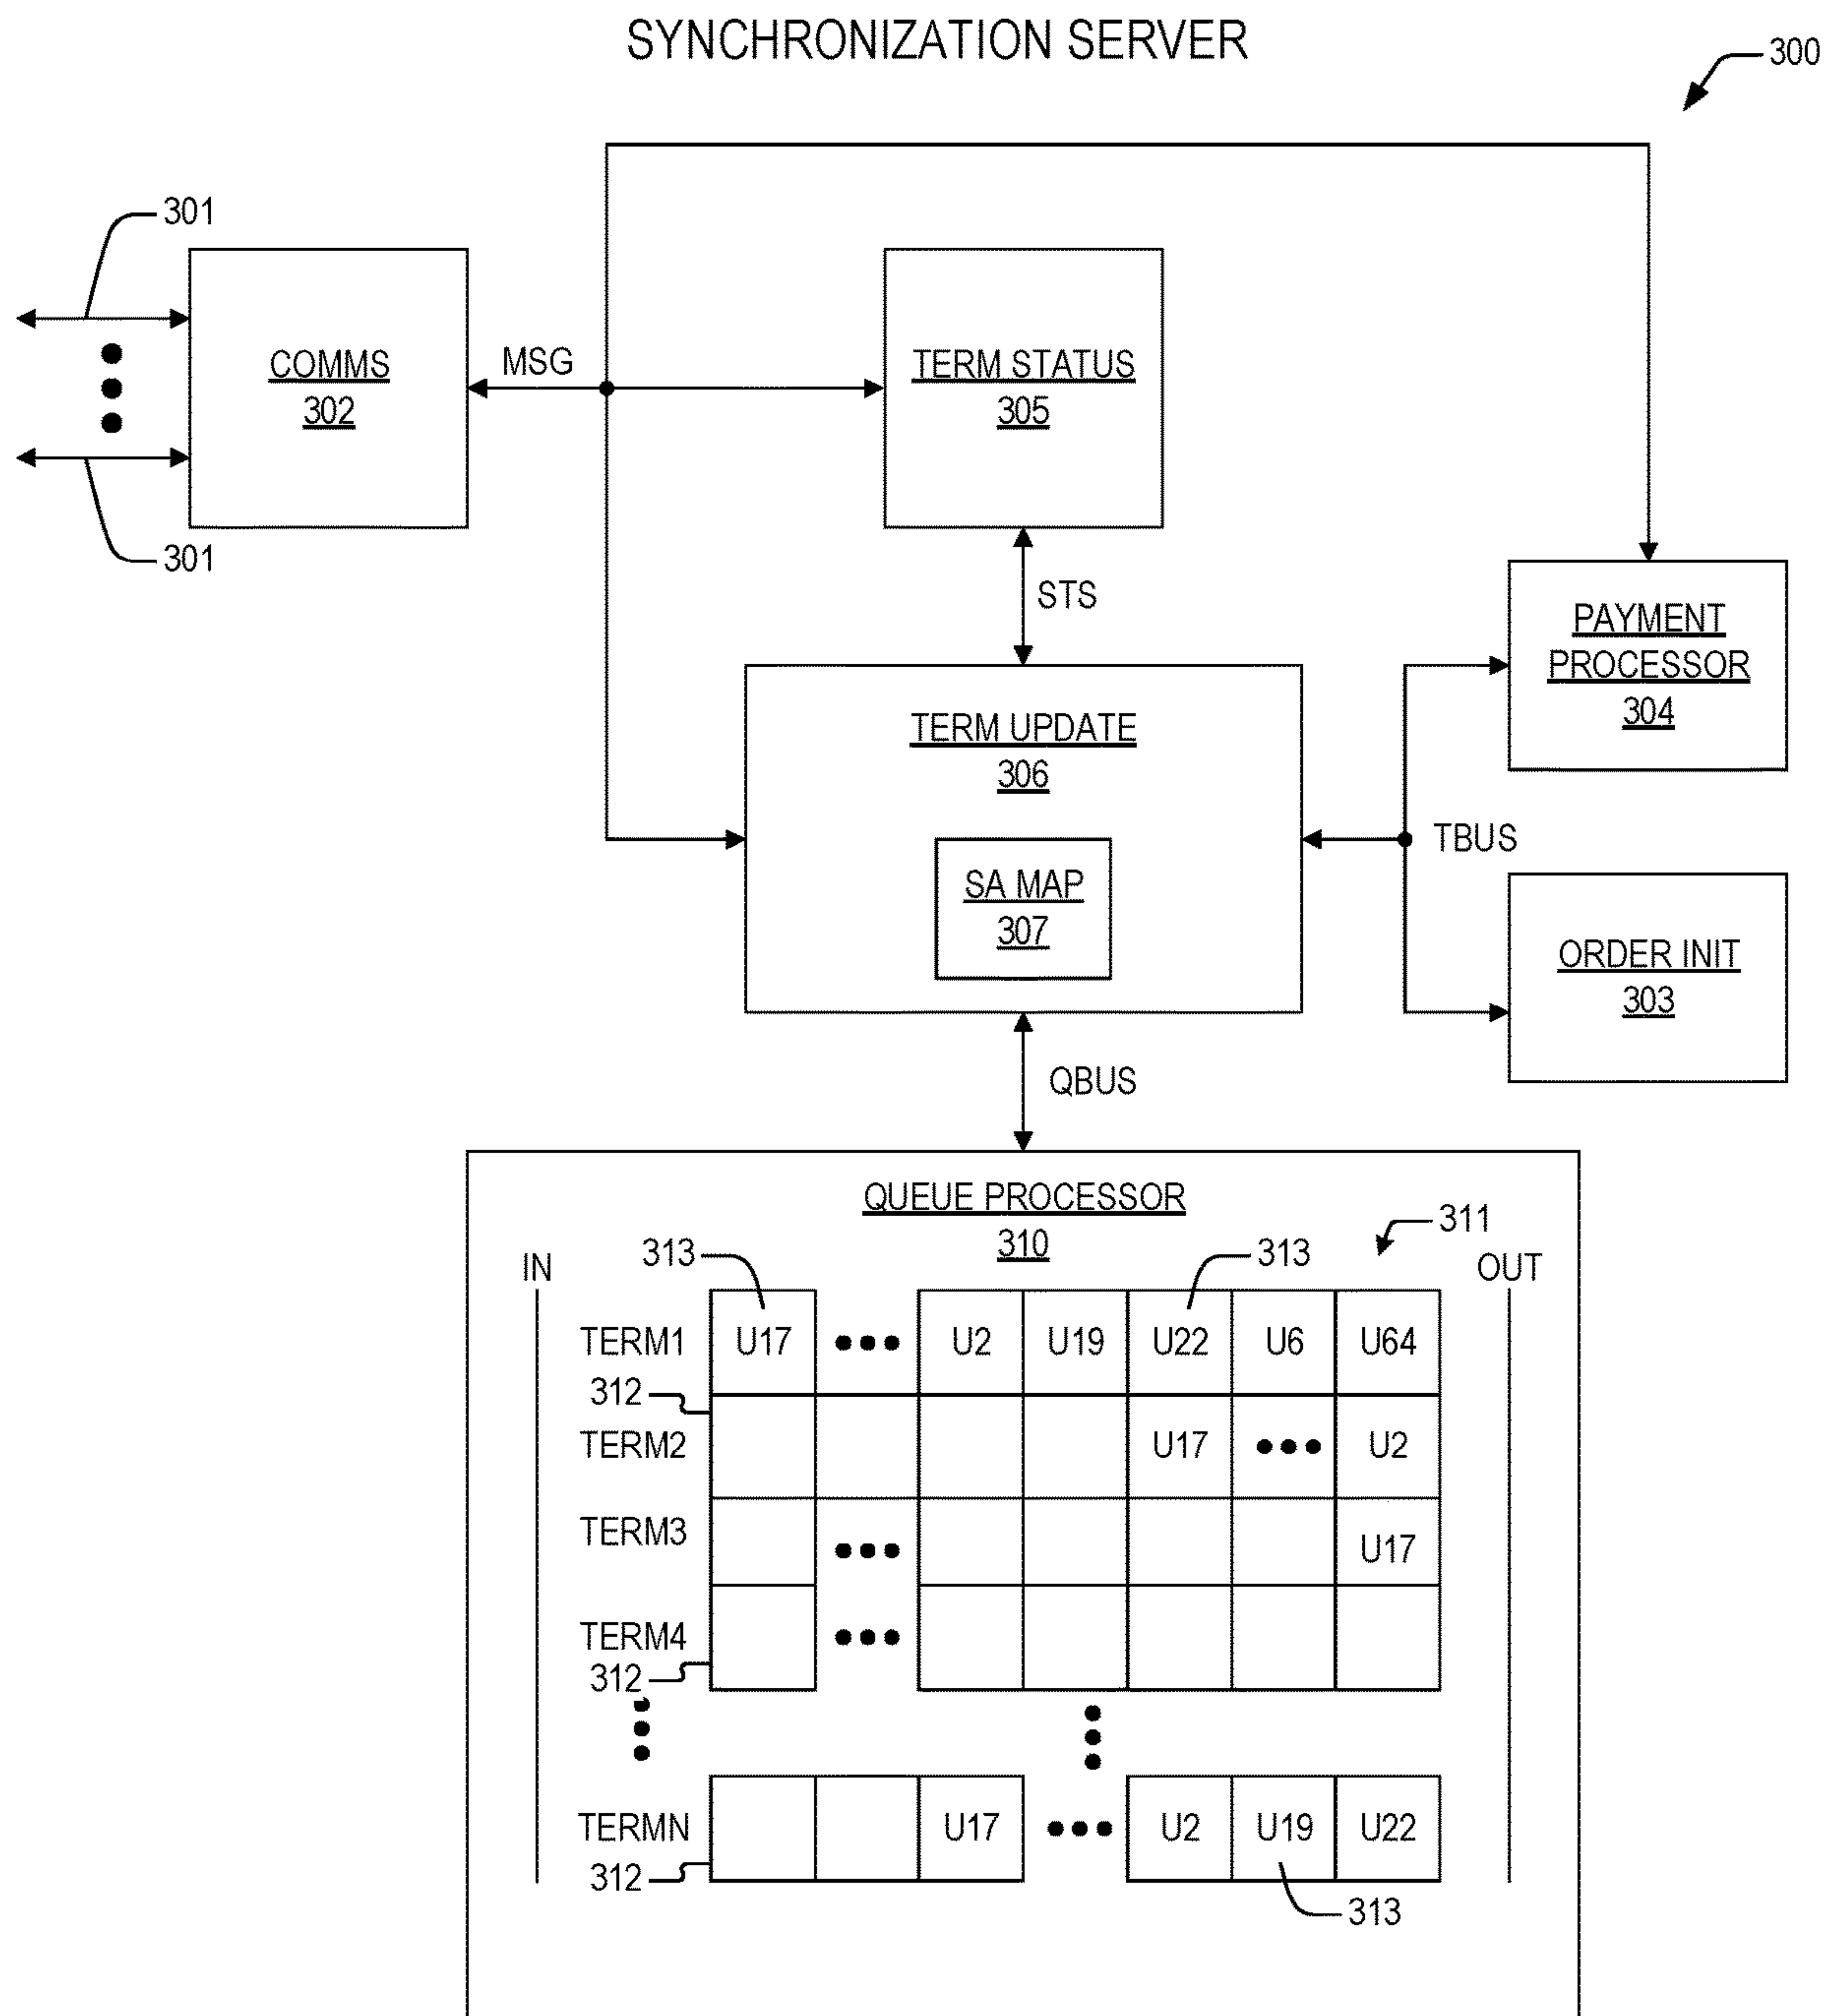 SYNCHRONIZATION SERVER
300
301
COMMS
302
MSG
TERM STATUS
305
301
STS
PAYMENT
PROCESSOR
304
TERM UPDATE
306
TBUS
SA MAP
307
ORDER INIT
303
QBUS
QUEUE PROCESSOR
310
311
313
313
IN
OUT
TERM1 U17 U2 U19 U22 U6 U64
312
TERM2 U17 U2
TERM3 U17
TERM4
312
TERMN U17 U2 U19 U22
312
313